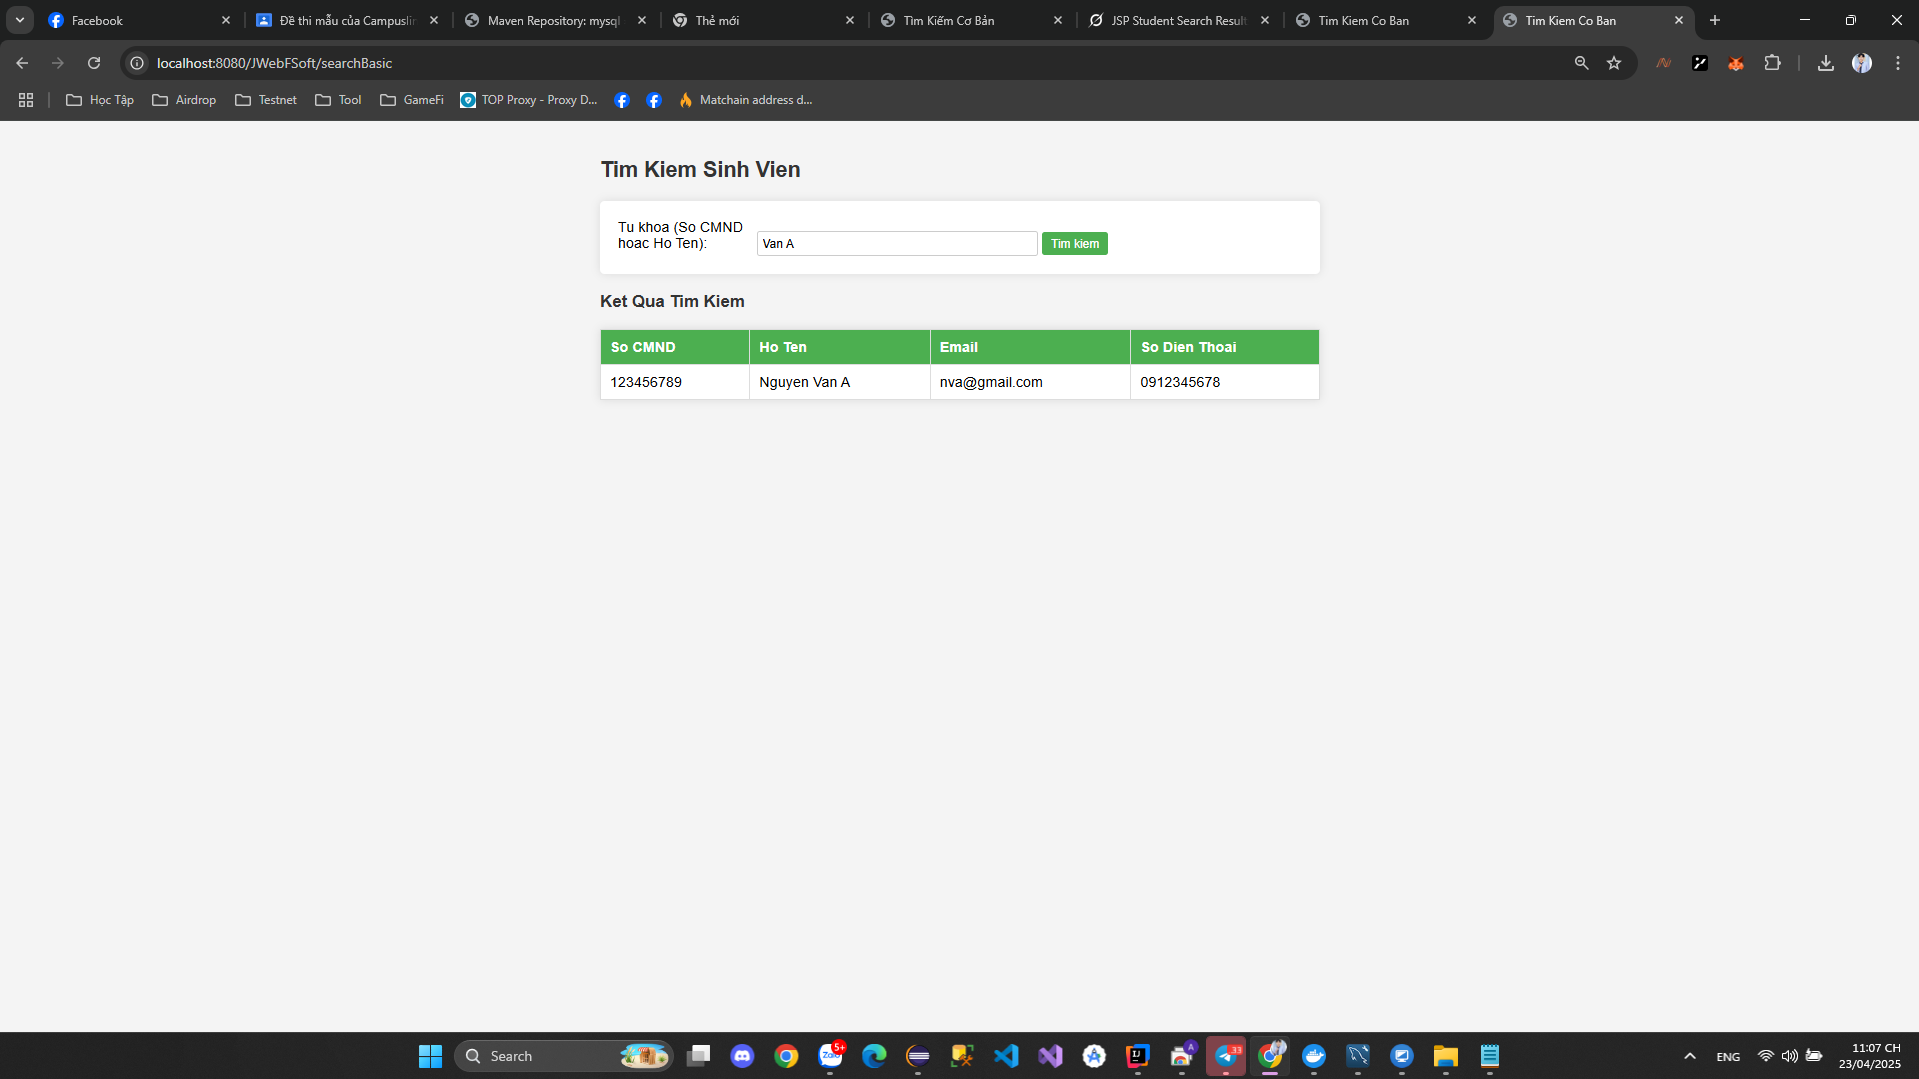 Facebook
Đề thi mẫu của Campuslin
Maven Repository: mysql
Thẻ mới
Tìm Kiếm Cơ Bản
JSP Student Search Result
Tim Kiem Co Ban
Tim Kiem Co Ban
localhost:8080/JWebFSoft/searchBasic
Học Tập
Airdrop
Testnet
Tool
GameFi
TOP Proxy - Proxy D...
Matchain address d...
Tim Kiem Sinh Vien
Tu khoa (So CMND
hoac Ho Ten):
Van A
Tim kiem
Ket Qua Tim Kiem
So CMND Ho Ten Email So Dien Thoai
123456789 Nguyen Van A nva@gmail.com 0912345678
Search
Zalo
5+
A
33
ENG
11:07 CH
23/04/2025